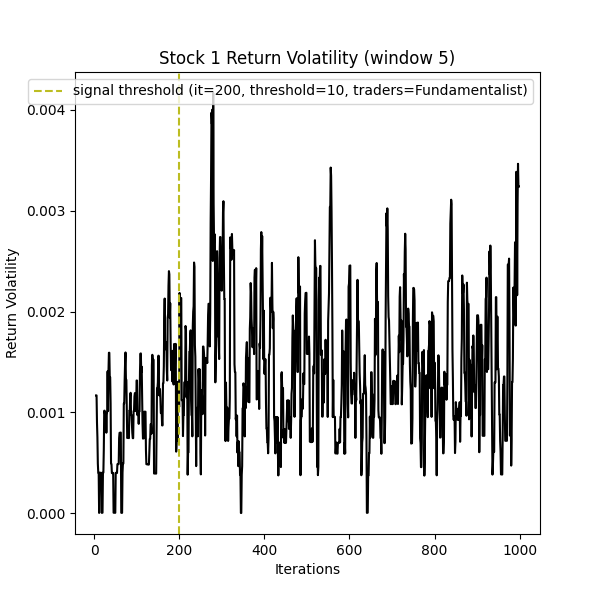 Stock 1 Return Volatility (window 5)
signal threshold (it=200, threshold=10, traders=Fundamentalist)
0.004
0.003
0.002
0.001
0.000
Return Volatility
0 200 400 600 800 1000
Iterations